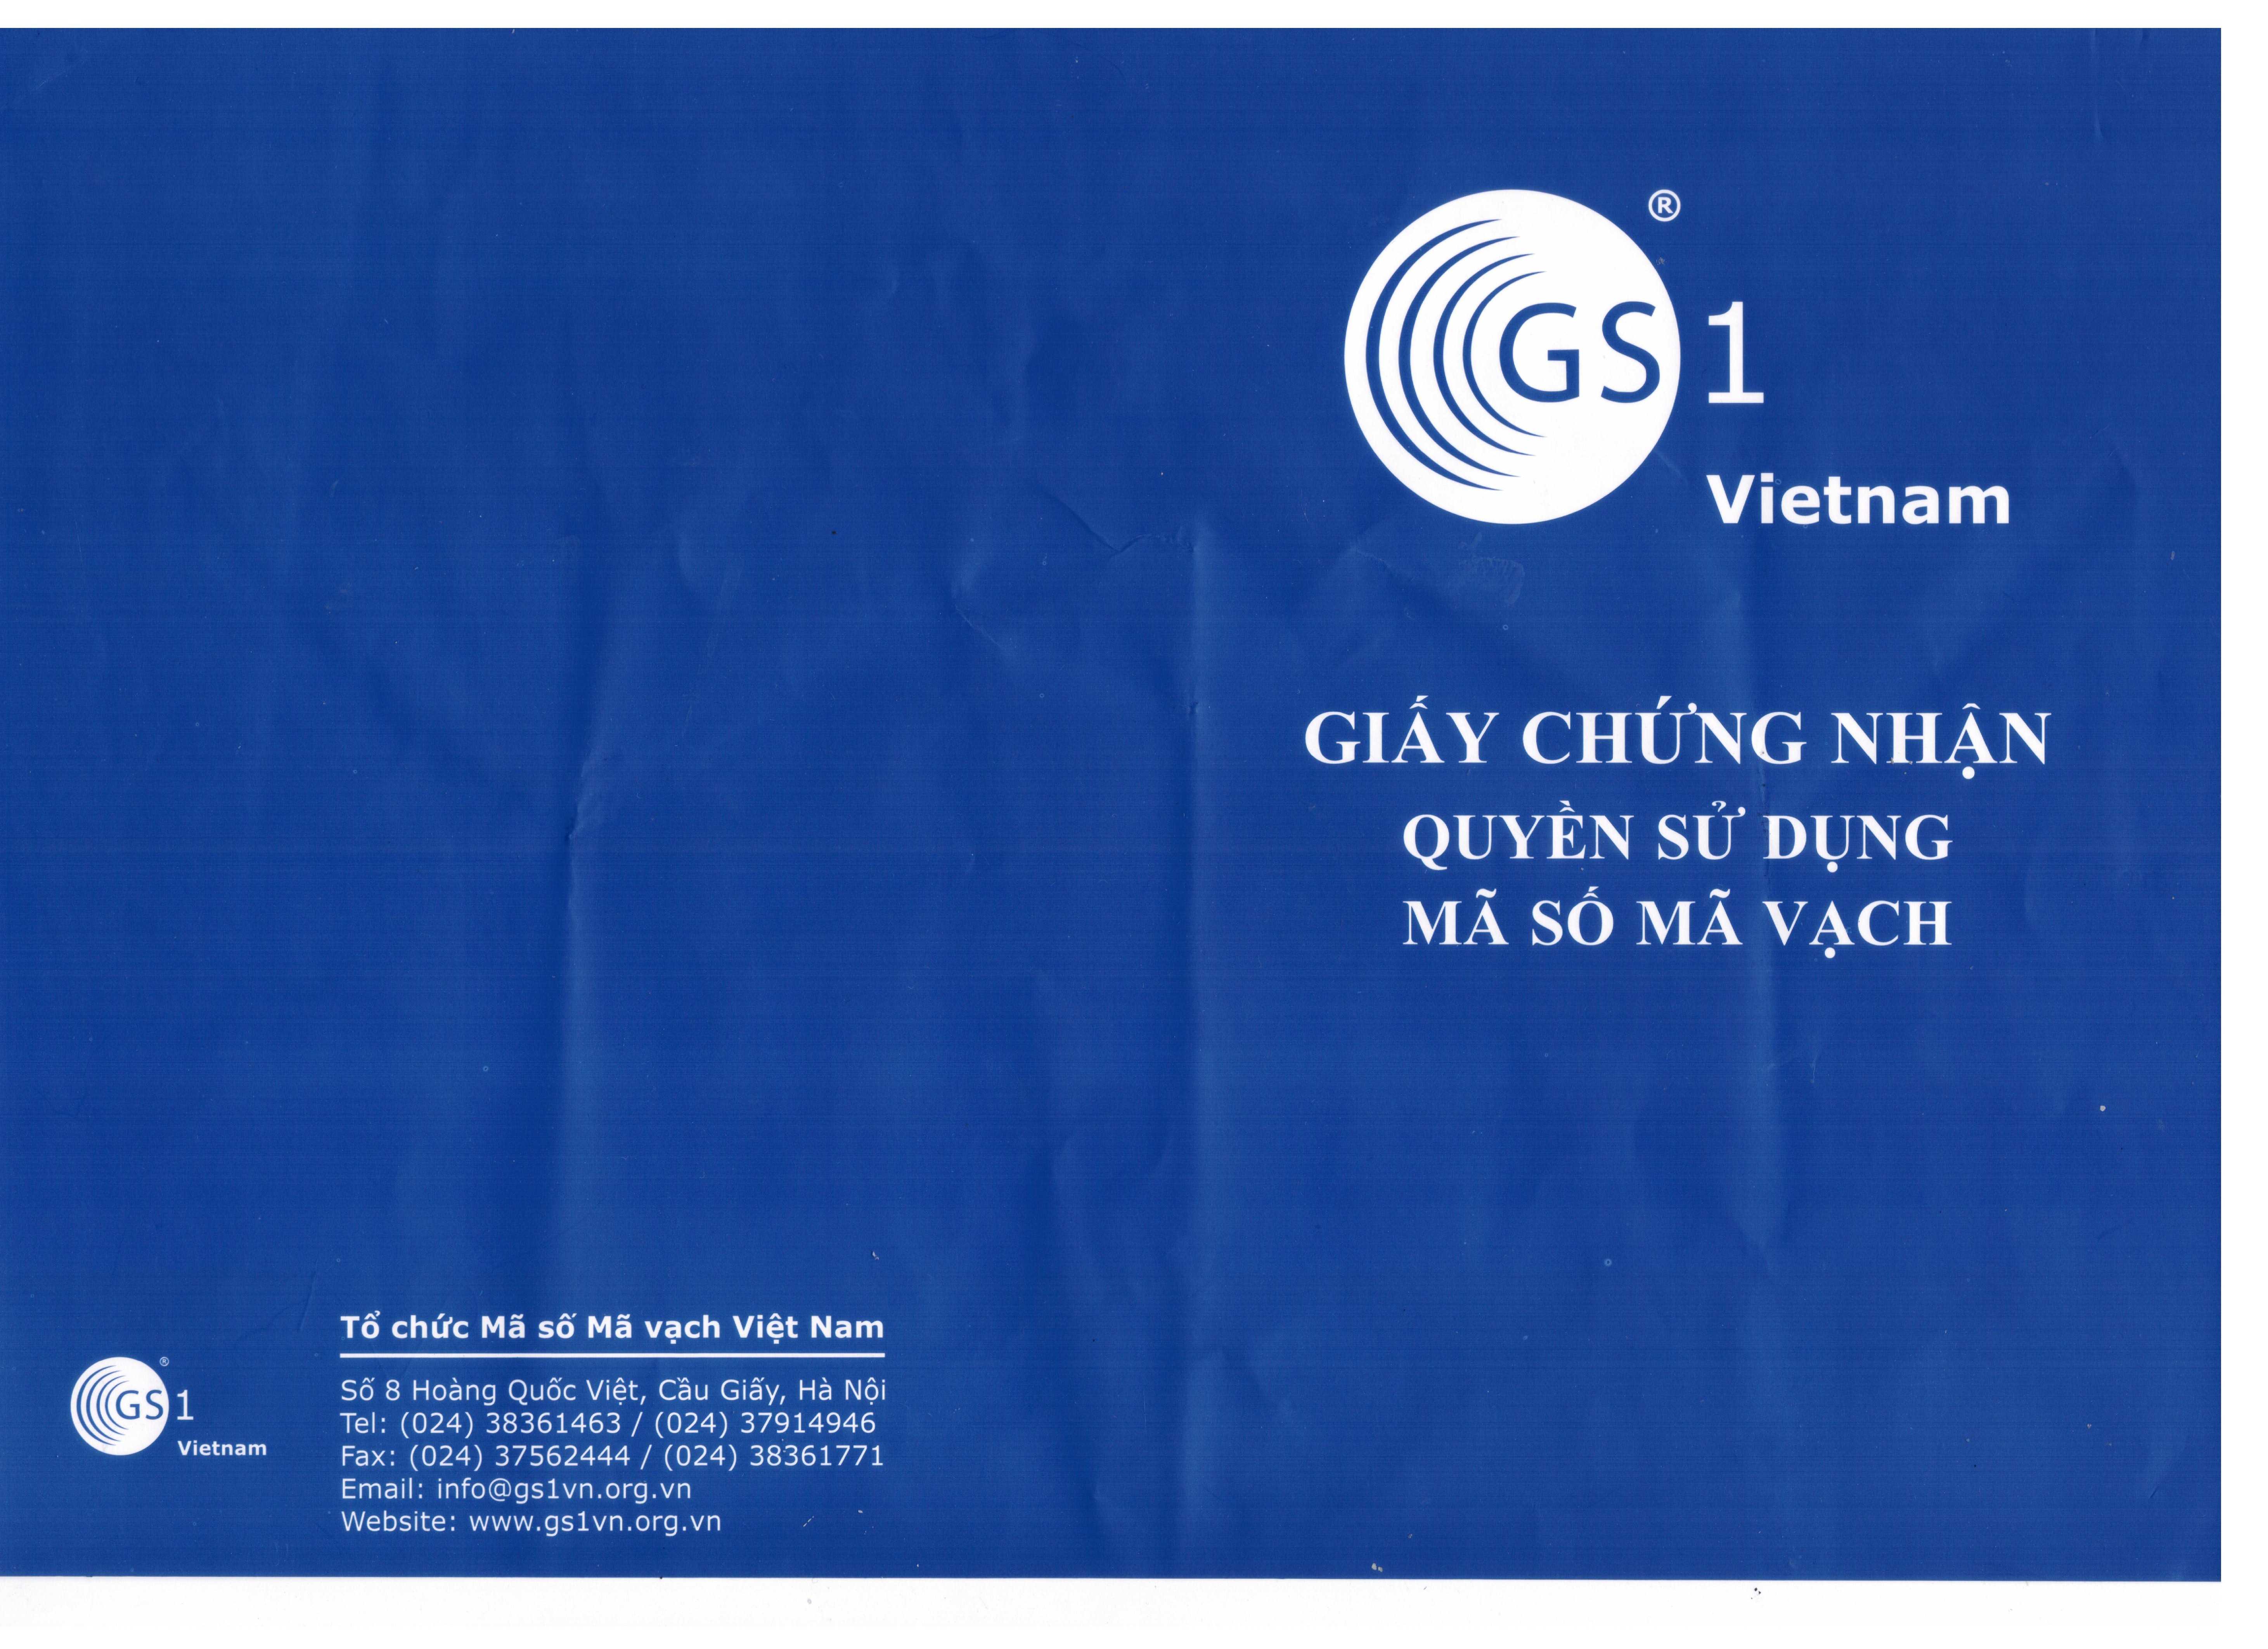 GS1
®
Vietnam
GIẤY CHỨNG NHẬN
QUYỀN SỬ DỤNG
MÃ SỐ MÃ VẠCH
GS1
®
Vietnam
Tổ chức Mã số Mã vạch Việt Nam
Số 8 Hoàng Quốc Việt, Cầu Giấy, Hà Nội
Tel: (024) 38361463 / (024) 37914946
Fax: (024) 37562444 / (024) 38361771
Email: info@gs1vn.org.vn
Website: www.gs1vn.org.vn